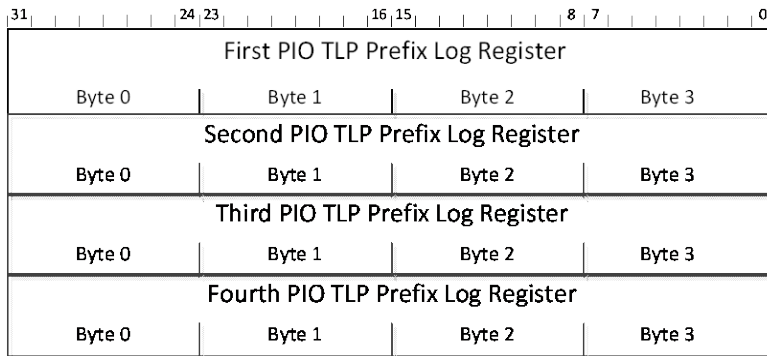 31 24 23 16 15 8 7 0
First PIO TLP Prefix Log Register
Byte 0 Byte 1 Byte 2 Byte 3
Second PIO TLP Prefix Log Register
Byte 0 Byte 1 Byte 2 Byte 3
Third PIO TLP Prefix Log Register
Byte 0 Byte 1 Byte 2 Byte 3
Fourth PIO TLP Prefix Log Register
Byte 0 Byte 1 Byte 2 Byte 3